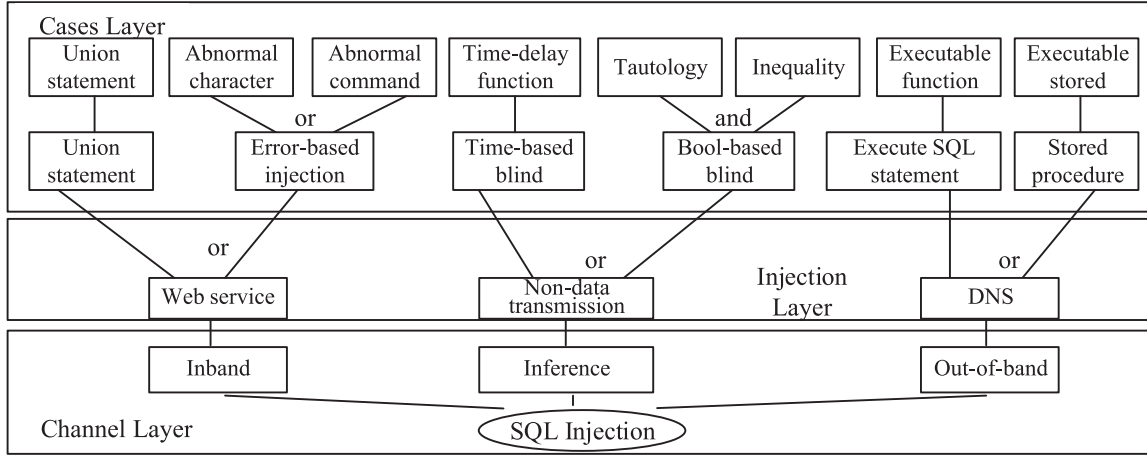 Cases Layer
Union
statement
Abnormal
character
Abnormal
command
Time-delay
function
Tautology
Inequality
Executable
function
Executable
stored
or
and
Union
statement
Error-based
injection
Time-based
blind
Bool-based
blind
Execute SQL
statement
Stored
procedure
or
or
or
Web service
Non-data
transmission
Injection
Layer
DNS
Inband
Inference
Out-of-band
Channel Layer
SQL Injection